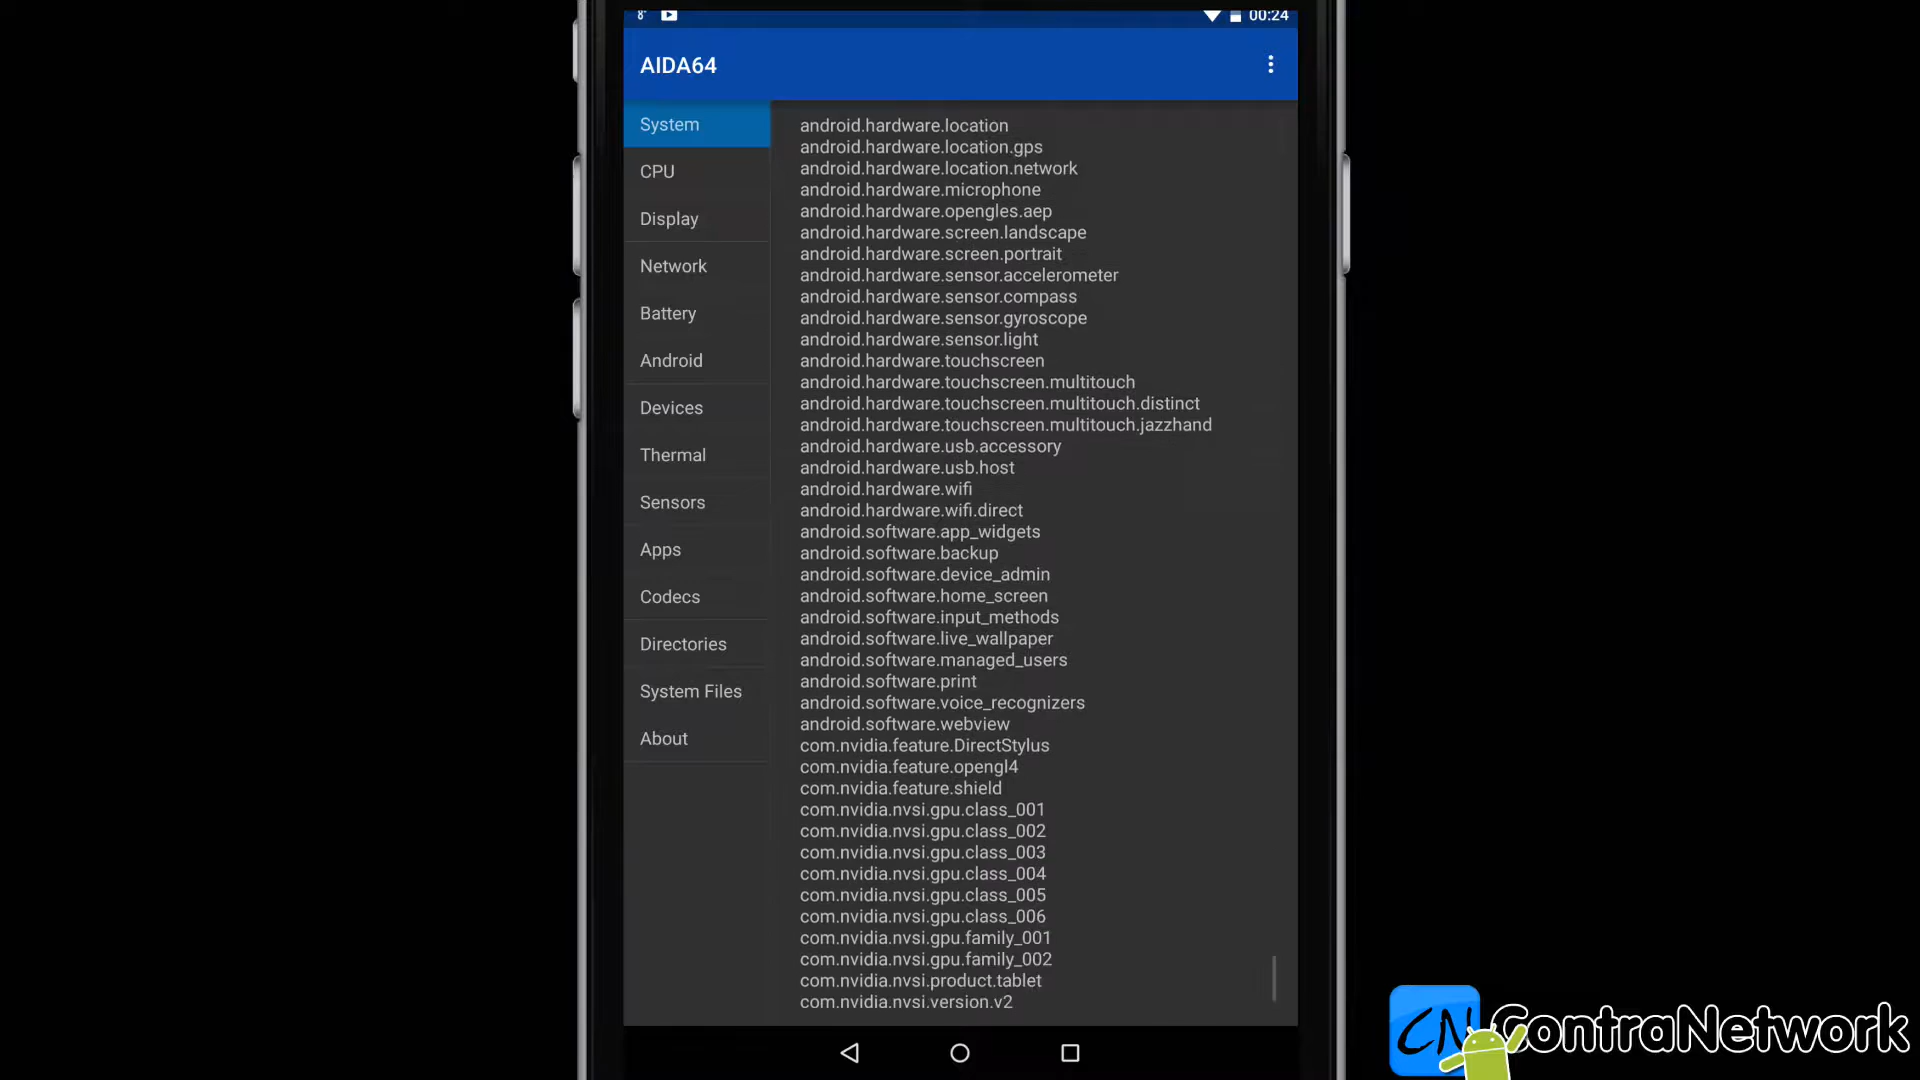 8°
00:24
AIDA64
System
CPU
Display
Network
Battery
Android
Devices
Thermal
Sensors
Apps
Codecs
Directories
System Files
About
android.hardware.location
android.hardware.location.gps
android.hardware.location.network
android.hardware.microphone
android.hardware.opengles.aep
android.hardware.screen.landscape
android.hardware.screen.portrait
android.hardware.sensor.accelerometer
android.hardware.sensor.compass
android.hardware.sensor.gyroscope
android.hardware.sensor.light
android.hardware.touchscreen
android.hardware.touchscreen.multitouch
android.hardware.touchscreen.multitouch.distinct
android.hardware.touchscreen.multitouch.jazzhand
android.hardware.usb.accessory
android.hardware.usb.host
android.hardware.wifi
android.hardware.wifi.direct
android.software.app_widgets
android.software.backup
android.software.device_admin
android.software.home_screen
android.software.input_methods
android.software.live_wallpaper
android.software.managed_users
android.software.print
android.software.voice_recognizers
android.software.webview
com.nvidia.feature.DirectStylus
com.nvidia.feature.opengl4
com.nvidia.feature.shield
com.nvidia.nvsi.gpu.class_001
com.nvidia.nvsi.gpu.class_002
com.nvidia.nvsi.gpu.class_003
com.nvidia.nvsi.gpu.class_004
com.nvidia.nvsi.gpu.class_005
com.nvidia.nvsi.gpu.class_006
com.nvidia.nvsi.gpu.family_001
com.nvidia.nvsi.gpu.family_002
com.nvidia.nvsi.product.tablet
com.nvidia.nvsi.version.v2
CN ContraNetwork